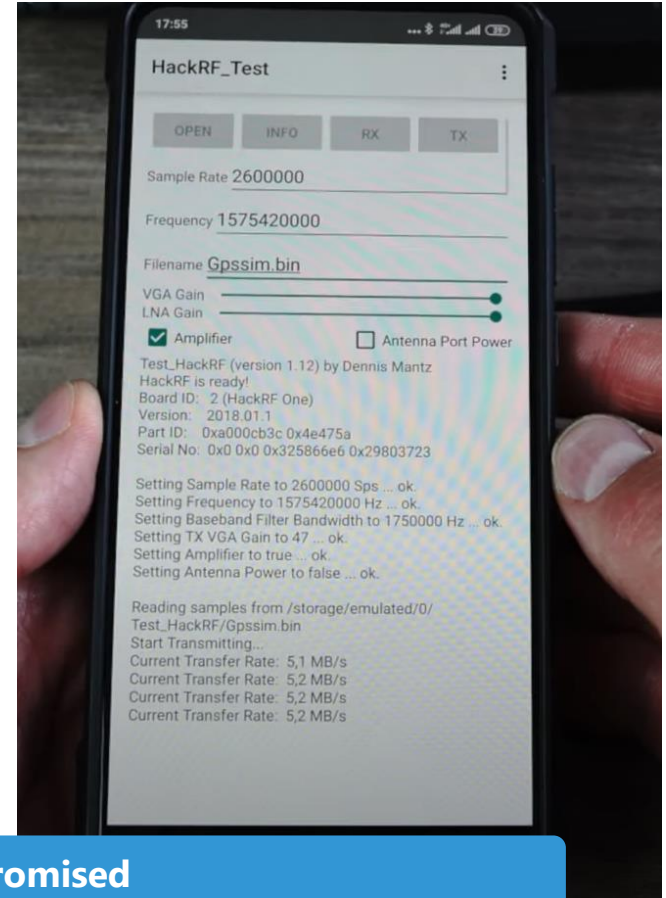 17:55
39
HackRF_Test
OPEN INFO RX TX
Sample Rate 2600000
Frequency 1575420000
Filename Gpssim.bin
VGA Gain
LNA Gain
Amplifier Antenna Port Power
Test_HackRF (version 1.12) by Dennis Mantz
HackRF is ready!
Board ID: 2 (HackRF One)
Version: 2018.01.1
Part ID: 0xa000cb3c 0x4e475a
Serial No: 0x0 0x0 0x325866e6 0x29803723
Setting Sample Rate to 2600000 Sps ... ok.
Setting Frequency to 1575420000 Hz ... ok.
Setting Baseband Filter Bandwidth to 1750000 Hz ... ok.
Setting TX VGA Gain to 47 ... ok.
Setting Amplifier to true ... ok.
Setting Antenna Power to false ... ok.
Reading samples from /storage/emulated/0/
Test_HackRF/Gpssim.bin
Start Transmitting...
Current Transfer Rate: 5,1 MB/s
Current Transfer Rate: 5,2 MB/s
Current Transfer Rate: 5,2 MB/s
Current Transfer Rate: 5,2 MB/s
romised